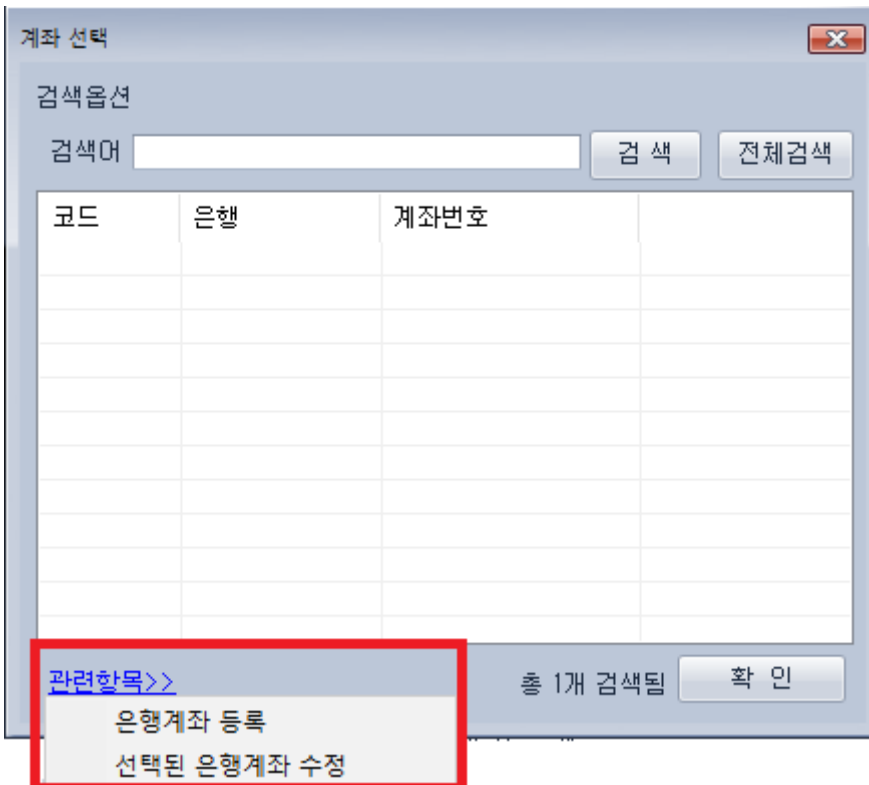 계좌 선택
검색옵션
검색어 검 색 전체검색
코드 은행 계좌번호
관련항목>> 총 1개 검색됨 확 인
은행계좌 등록
선택된 은행계좌 수정